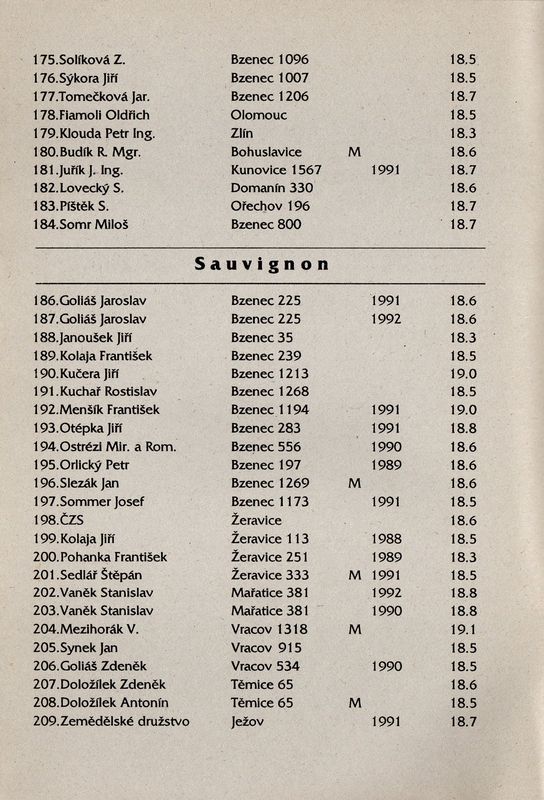 175.Solíková Z. Bzenec 1096 18.5
176.Sýkora Jiří Bzenec 1007 18.5
177.Tomečková Jar. Bzenec 1206 18.7
178.Fiamoli Oldřich Olomouc 18.5
179.Klouda Petr Ing. Zlín 18.3
180.Budík R. Mgr. Bohuslavice M 18.6
181.Juřík J. Ing. Kunovice 1567 1991 18.7
182.Lovecký S. Domanín 330 18.6
183.Píštěk S. Ořechov 196 18.7
184.Somr Miloš Bzenec 800 18.7
Sauvignon
186.Goliáš Jaroslav Bzenec 225 1991 18.6
187.Goliáš Jaroslav Bzenec 225 1992 18.6
188.Janoušek Jiří Bzenec 35 18.3
189.Kolaja František Bzenec 239 18.5
190.Kučera Jiří Bzenec 1213 19.0
191.Kuchař Rostislav Bzenec 1268 18.5
192.Menšík František Bzenec 1194 1991 19.0
193.Otépka Jiří Bzenec 283 1991 18.8
194.Ostrézi Mir. a Rom. Bzenec 556 1990 18.6
195.Orlický Petr Bzenec 197 1989 18.6
196.Slezák Jan Bzenec 1269 M 18.6
197.Sommer Josef Bzenec 1173 1991 18.5
198.ČZS Žeravice 18.6
199.Kolaja Jiří Žeravice 113 1988 18.5
200.Pohanka František Žeravice 251 1989 18.3
201.Sedlář Štěpán Žeravice 333 M 1991 18.5
202.Vaněk Stanislav Mařatice 381 1992 18.8
203.Vaněk Stanislav Mařatice 381 1990 18.8
204.Mezihorák V. Vracov 1318 M 19.1
205.Synek Jan Vracov 915 18.5
206.Goliáš Zdeněk Vracov 534 1990 18.5
207.Doložílek Zdeněk Těmice 65 18.6
208.Doložílek Antonín Těmice 65 M 18.5
209.Zemědělské družstvo Ježov 1991 18.7